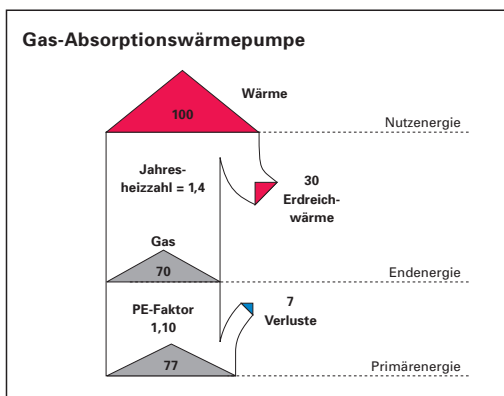 Gas-Absorptionswärmepumpe
Wärme
100
Nutzenergie
Jahres-
heizzahl = 1,4
30
Erdreich-
wärme
Gas
70
Endenergie
PE-Faktor
1,10
7
Verluste
77
Primärenergie